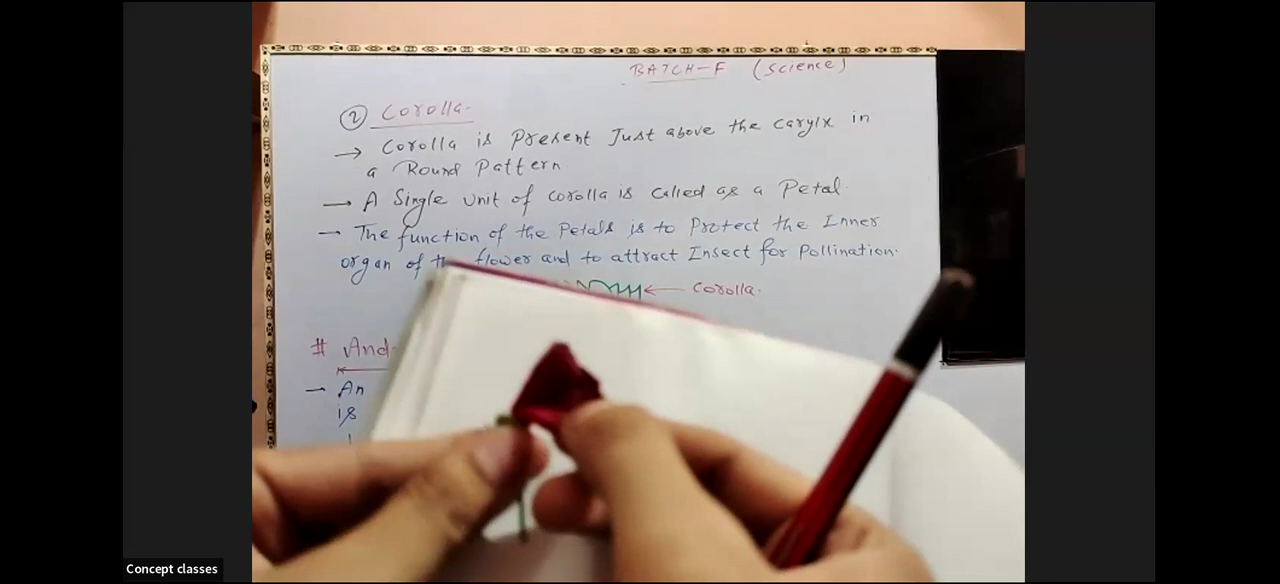 BATCH-F (Science)
② Corolla-
→ Corolla is Present Just above the Carylx in
a Round Pattern
→ A Single unit of corolla is called as a Petal.
→ The function of the Petals is to Protect the Inner
organ of flower and to attract Insect for Pollination.
← Corolla.
# And
→ An
is
Concept classes